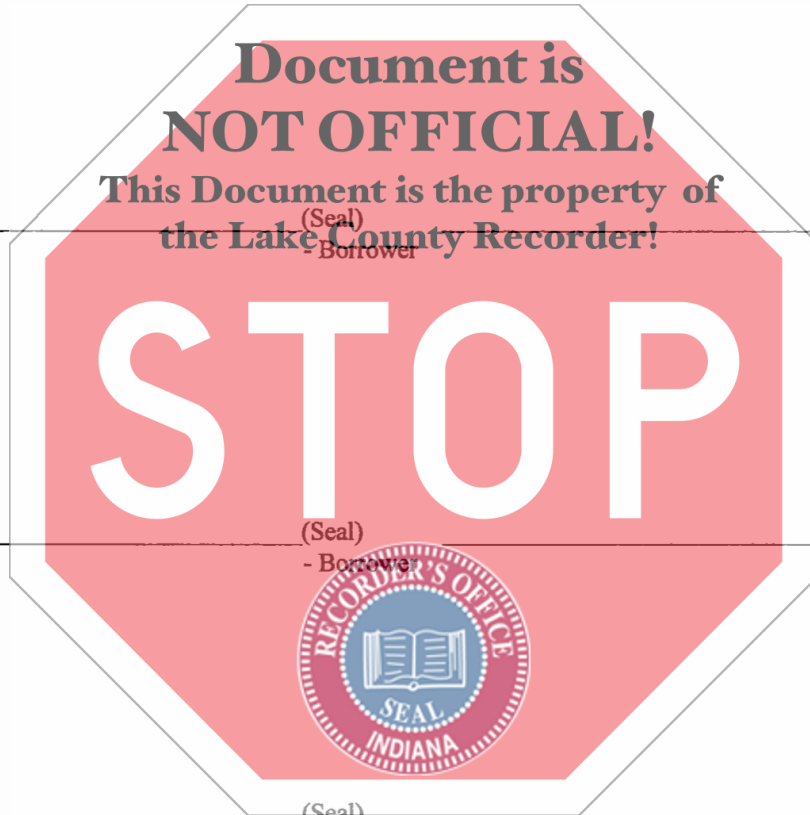 Document is
NOT OFFICIAL!
This Document is the property of
(Seal)
the Lake County Recorder!
- Borrower
STOP
(Seal)
- Borrower
RECORDER'S OFFICE
SEAL
INDIANA
(Seal)